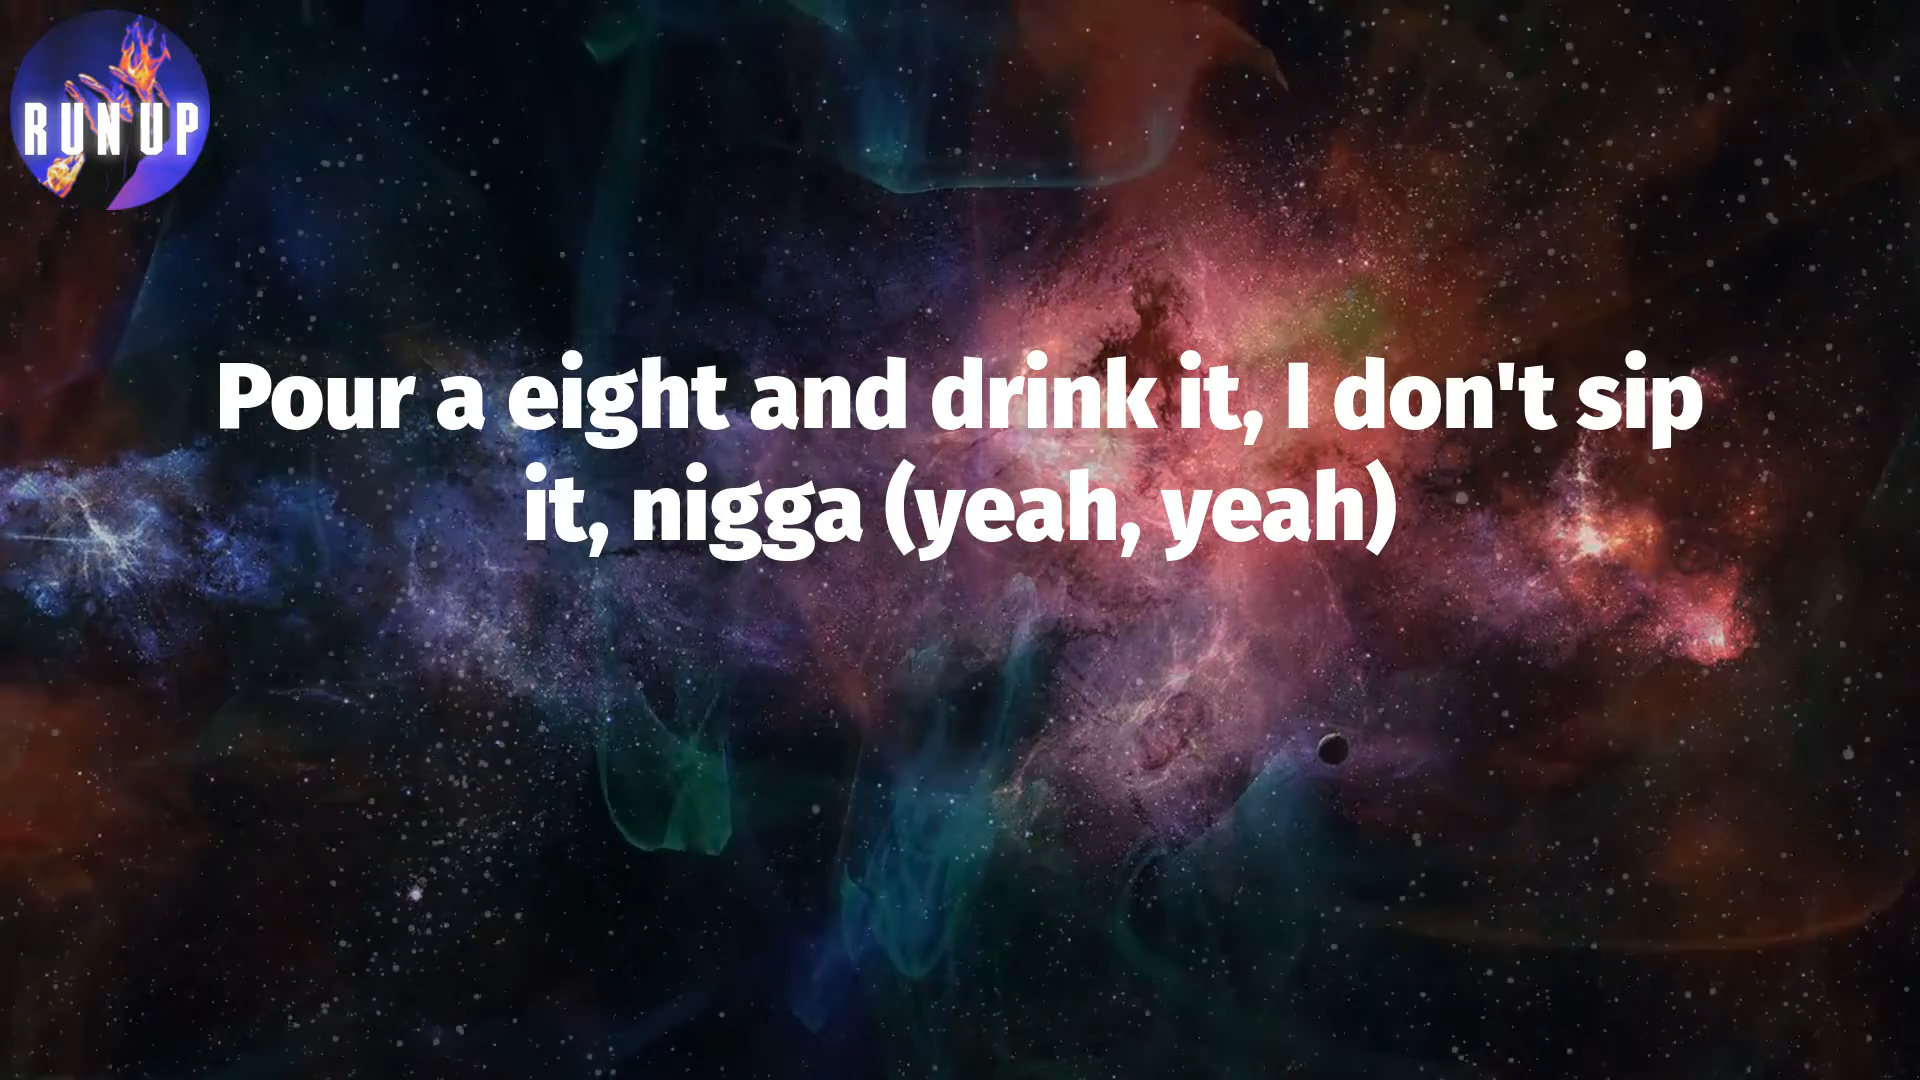 RUN UP
Pour a eight and drink it, I don't sip
it, nigga (yeah, yeah)